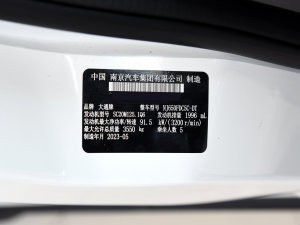 中国 南京汽车集团有限公司 制造
品牌 大通牌 整车型号 NJ6501FDC5C-DT
发动机型号 SC20M125.1Q6 发动机排量 1996 mL
发动机最大净功率/转速 91.5 kW/(3200 r/min)
最大允许总质量 3550 kg 乘坐人数 5
制造年月 2023-05